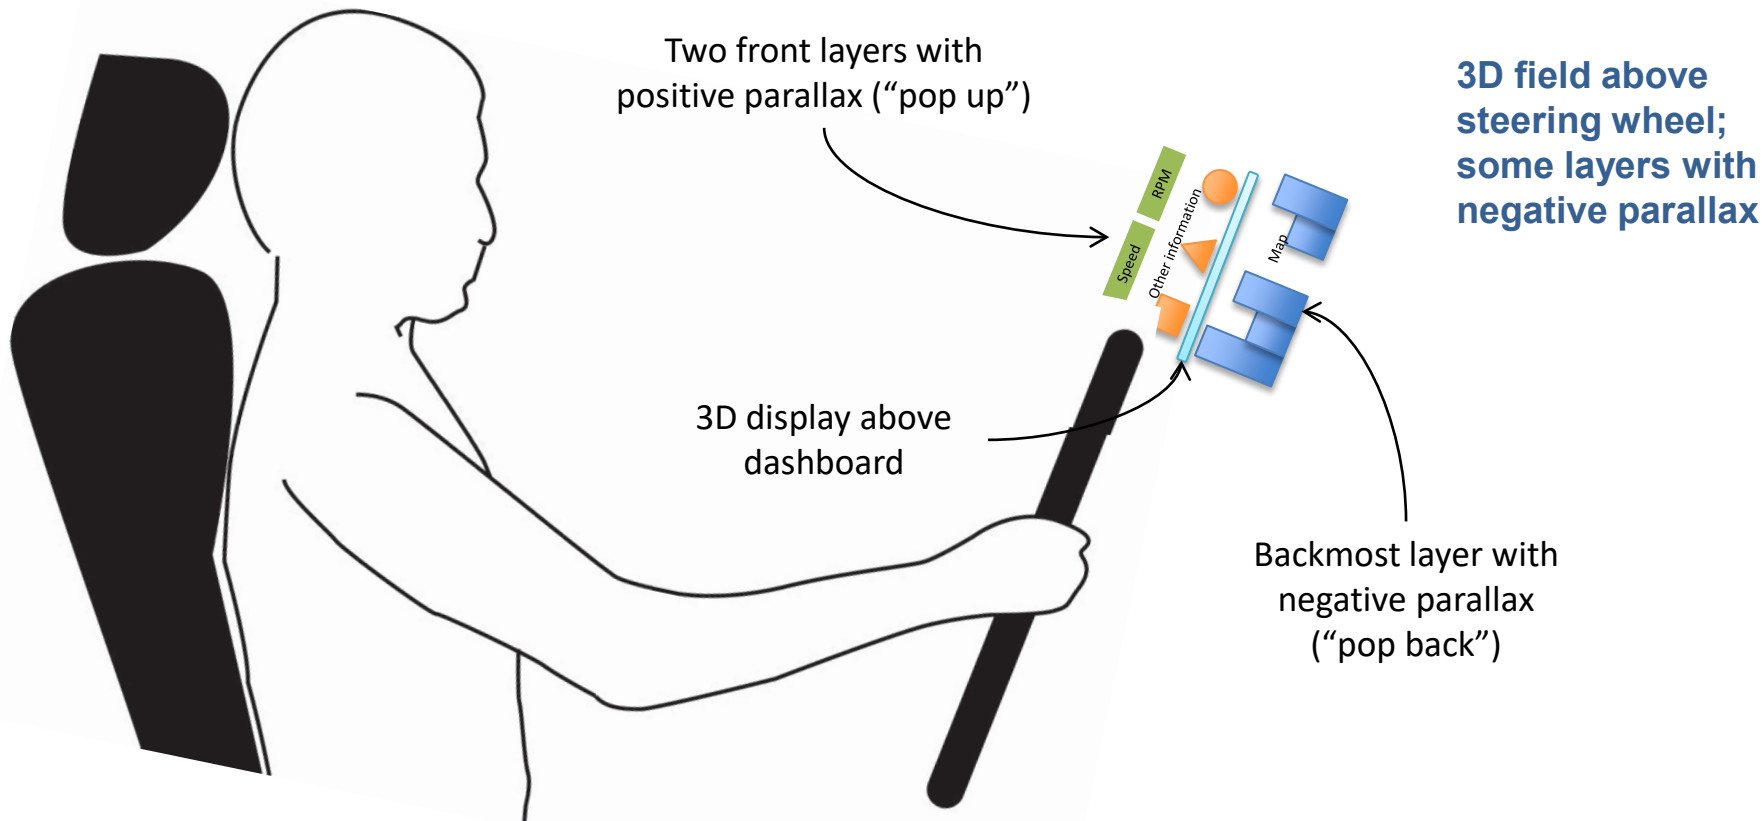 Two front layers with
positive parallax (“pop up”)
3D field above
steering wheel;
some layers with
negative parallax
RPM
Speed
Other information
Map
3D display above
dashboard
Backmost layer with
negative parallax
(“pop back”)